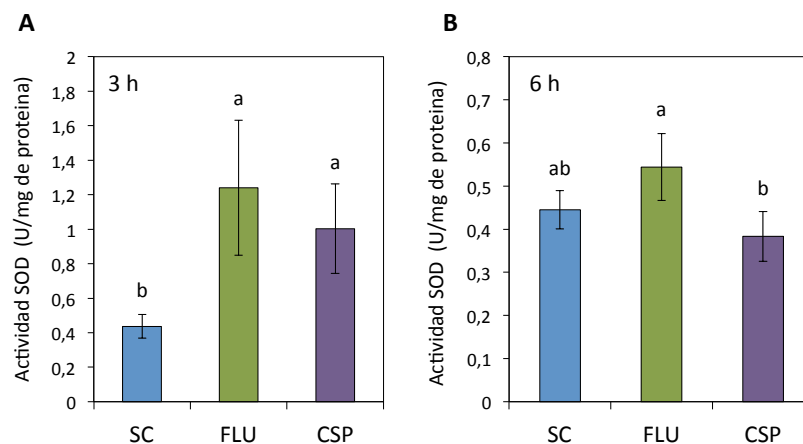 A
Actividad SOD (U/mg de proteina)
2
1,8
1,6
1,4
1,2
1
0,8
0,6
0,4
0,2
0
3 h
b
a
a
SC FLU CSP
B
Actividad SOD (U/mg de proteina)
0,8
0,7
0,6
0,5
0,4
0,3
0,2
0,1
0
6 h
ab
a
b
SC FLU CSP